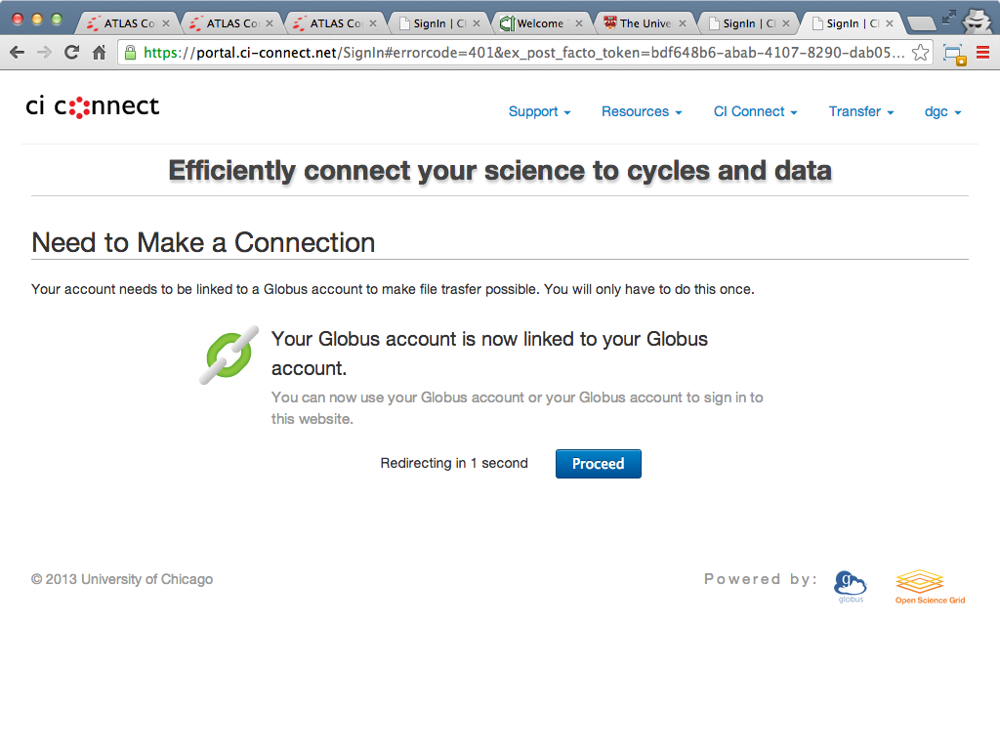 ATLAS Co
ATLAS Co
ATLAS Co
SignIn | C
Welcome
The Unive
SignIn | C
SignIn | C
https://portal.ci-connect.net/SignIn#errorcode=401&ex_post_facto_token=bdf648b6-abab-4107-8290-dab05...
ci connect
Support
Resources
CI Connect
Transfer
dgc
Efficiently connect your science to cycles and data
Need to Make a Connection
Your account needs to be linked to a Globus account to make file trasfer possible. You will only have to do this once.
Your Globus account is now linked to your Globus
account.
You can now use your Globus account or your Globus account to sign in to
this website.
Redirecting in 1 second
Proceed
© 2013 University of Chicago
Powered by:
g
globus
Open Science Grid